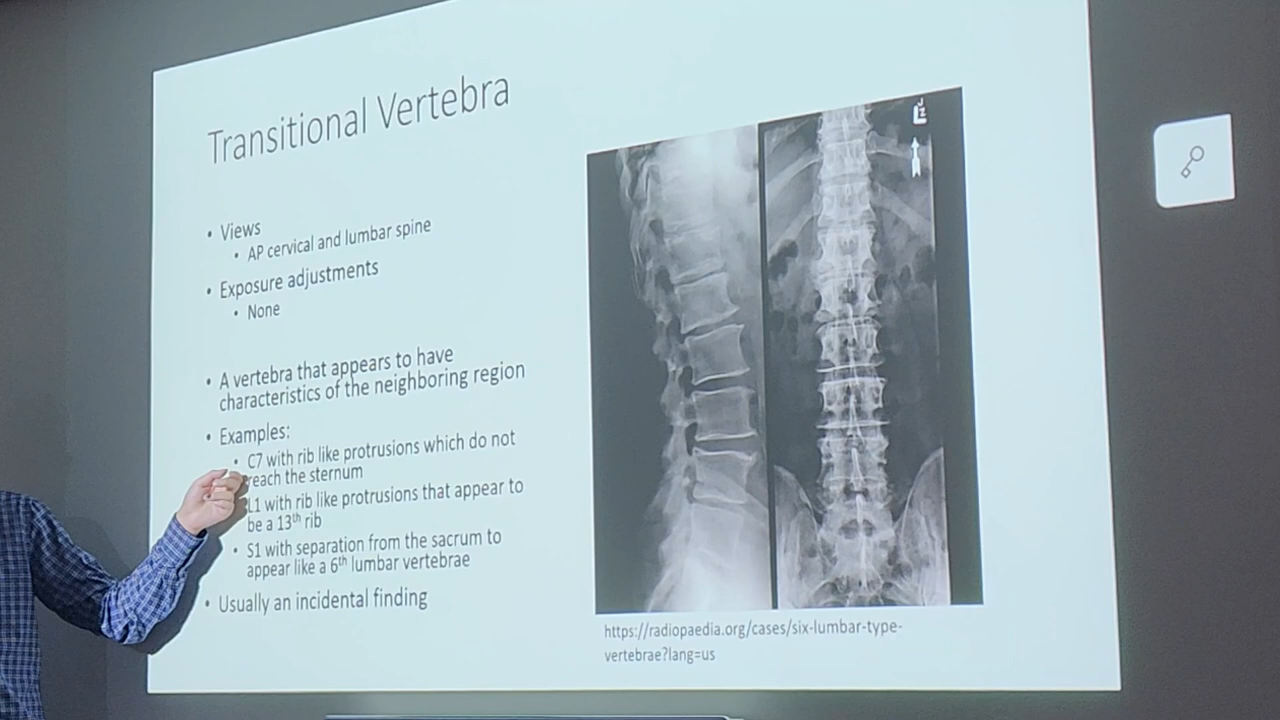 Transitional Vertebra
• Views
• AP cervical and lumbar spine
• Exposure adjustments
• None
• A vertebra that appears to have
characteristics of the neighboring region
• Examples:
• C7 with rib like protrusions which do not
reach the sternum
L1 with rib like protrusions that appear to
be a 13th rib
• S1 with separation from the sacrum to
appear like a 6th lumbar vertebrae
• Usually an incidental finding
https://radiopaedia.org/cases/six-lumbar-type-
vertebrae?lang=us